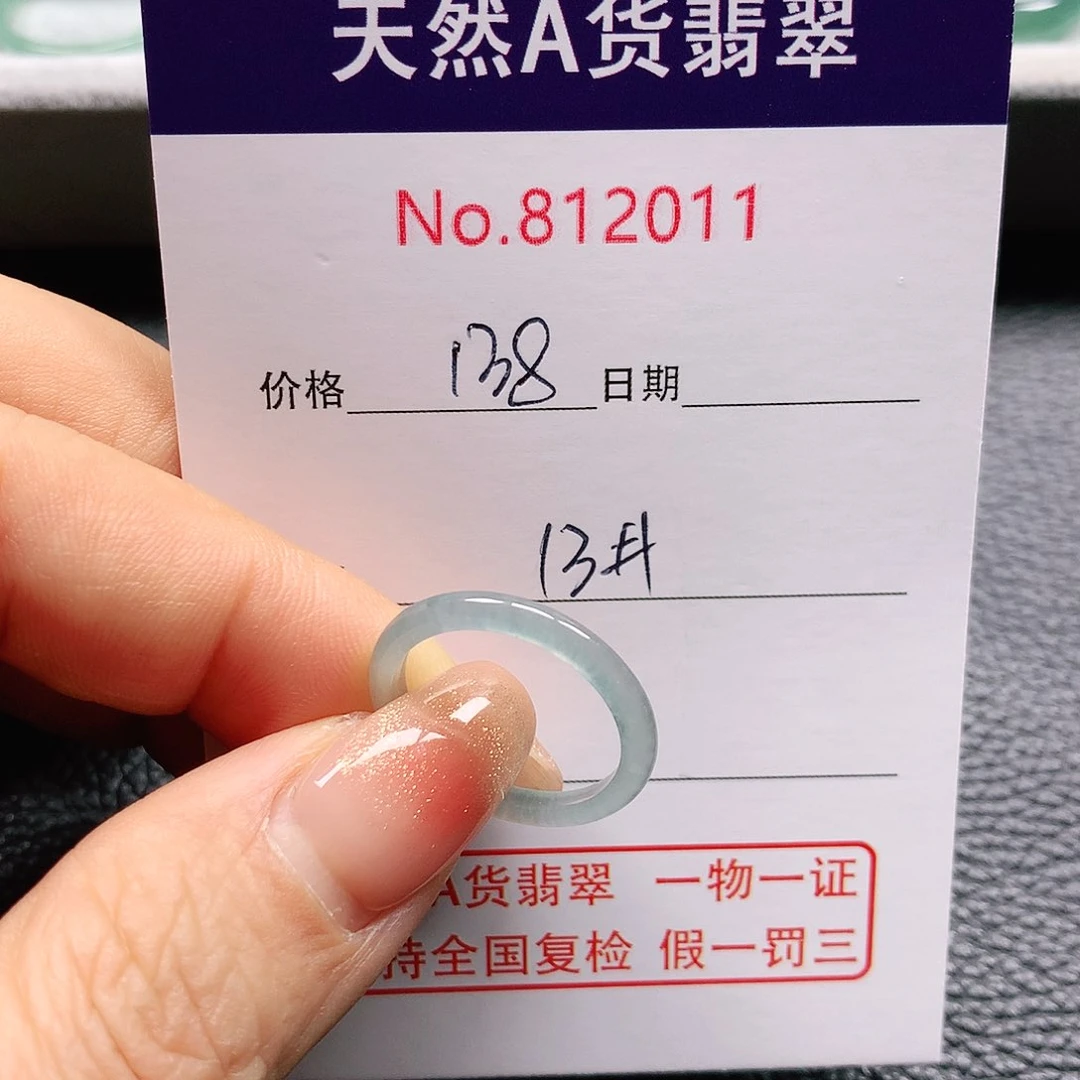 天然A货翡翠
No.812011
价格 138 日期
13#
A货翡翠 一物一证
持全国复检 假一罚三